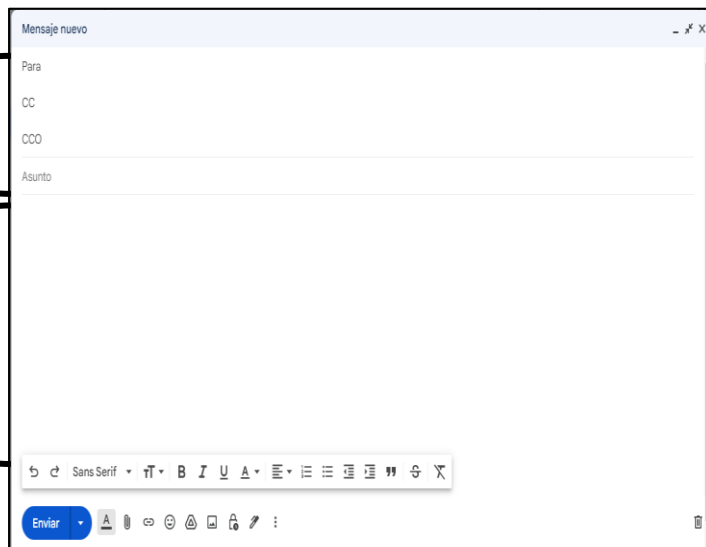 Mensaje nuevo
Para
CC
CCO
Asunto
Sans Serif
Enviar